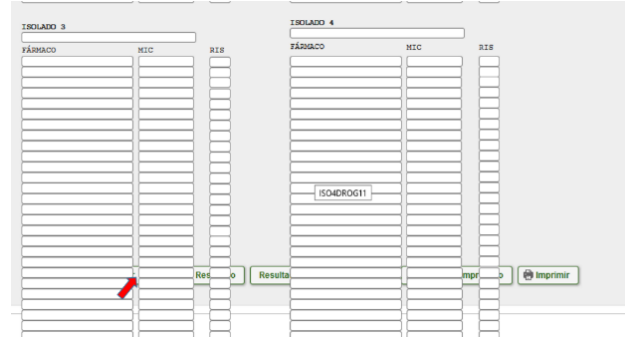 ISOLADO 3
FÁRMACO MIC RIS
ISOLADO 4
FÁRMACO MIC RIS
ISO4DROG11
Imprimir